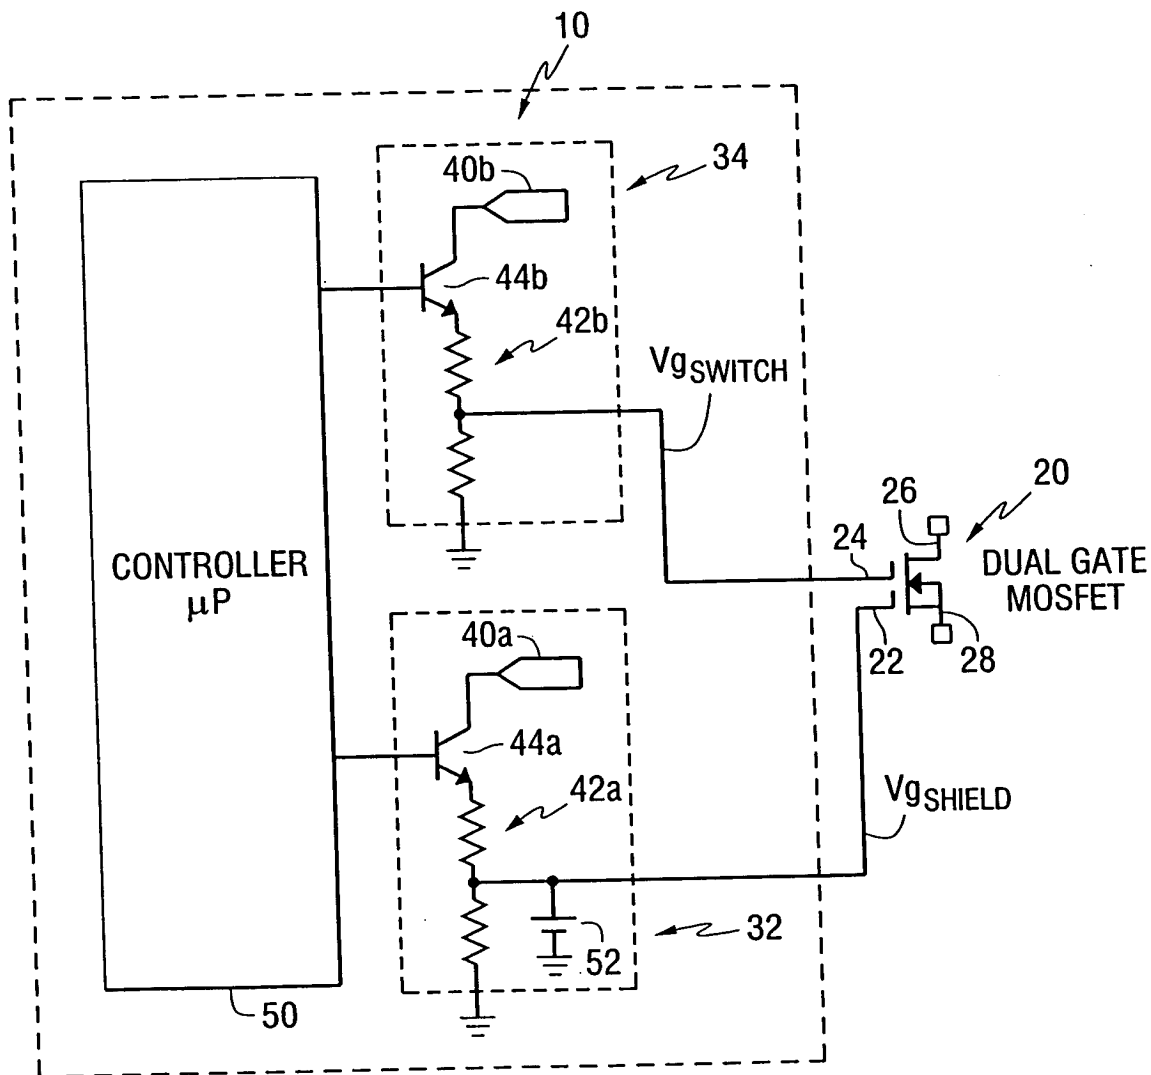 10
34
40b
44b
42b
VgSWITCH
20
26
24
DUAL GATE
MOSFET
CONTROLLER
μP
22
28
40a
44a
42a
VgSHIELD
32
52
50